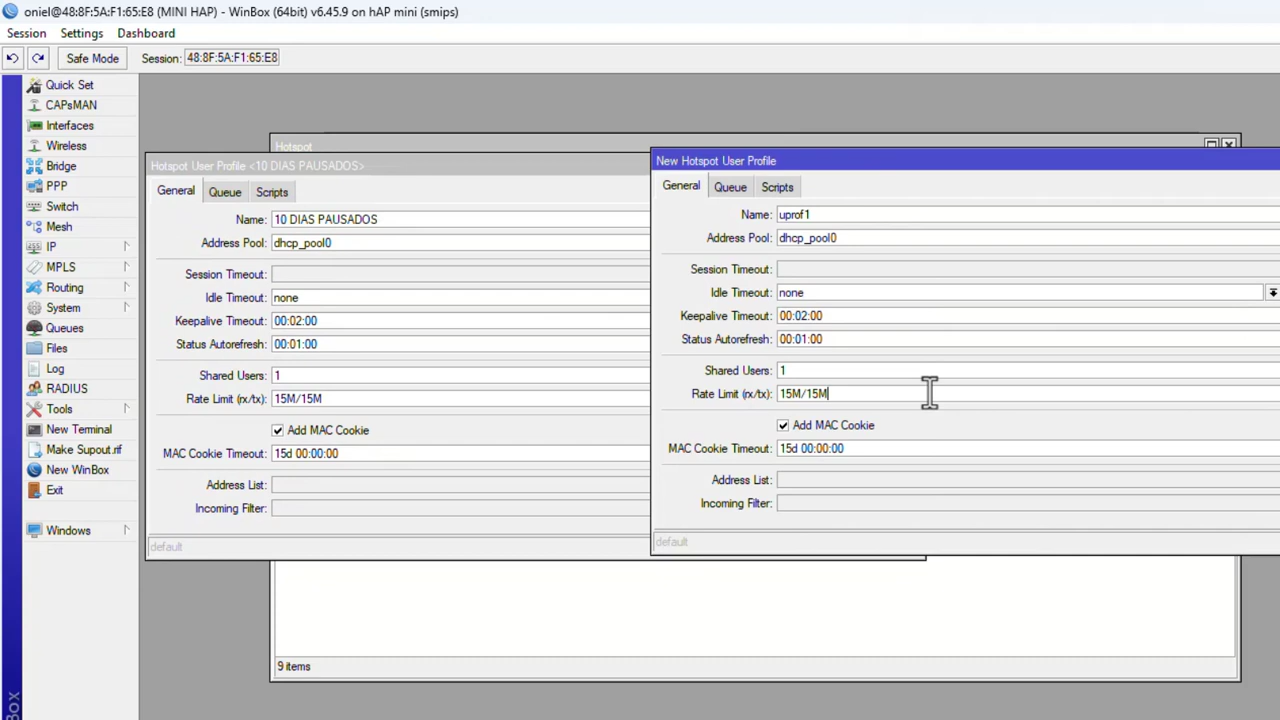 oniel@48:8F:5A:F1:65:E8 (MINI HAP) - WinBox (64bit) v6.45.9 on hAP mini (smips)
Session Settings Dashboard
Safe Mode Session: 48:8F:5A:F1:65:E8
Quick Set
CAPsMAN
Interfaces
Wireless
Bridge
PPP
Switch
Mesh
IP
MPLS
Routing
System
Queues
Files
Log
RADIUS
Tools
New Terminal
Make Supout.rif
New WinBox
Exit
Windows
Box
Hotspot
Hotspot User Profile <10 DIAS PAUSADOS>
General Queue Scripts
Name: 10 DIAS PAUSADOS
Address Pool: dhcp_pool0
Session Timeout:
Idle Timeout: none
Keepalive Timeout: 00:02:00
Status Autorefresh: 00:01:00
Shared Users: 1
Rate Limit (rx/tx): 15M/15M
Add MAC Cookie
MAC Cookie Timeout: 15d 00:00:00
Address List:
Incoming Filter:
default
New Hotspot User Profile
General Queue Scripts
Name: uprof1
Address Pool: dhcp_pool0
Session Timeout:
Idle Timeout: none
Keepalive Timeout: 00:02:00
Status Autorefresh: 00:01:00
Shared Users: 1
Rate Limit (rx/tx): 15M/15M
Add MAC Cookie
MAC Cookie Timeout: 15d 00:00:00
Address List:
Incoming Filter:
default
9 items